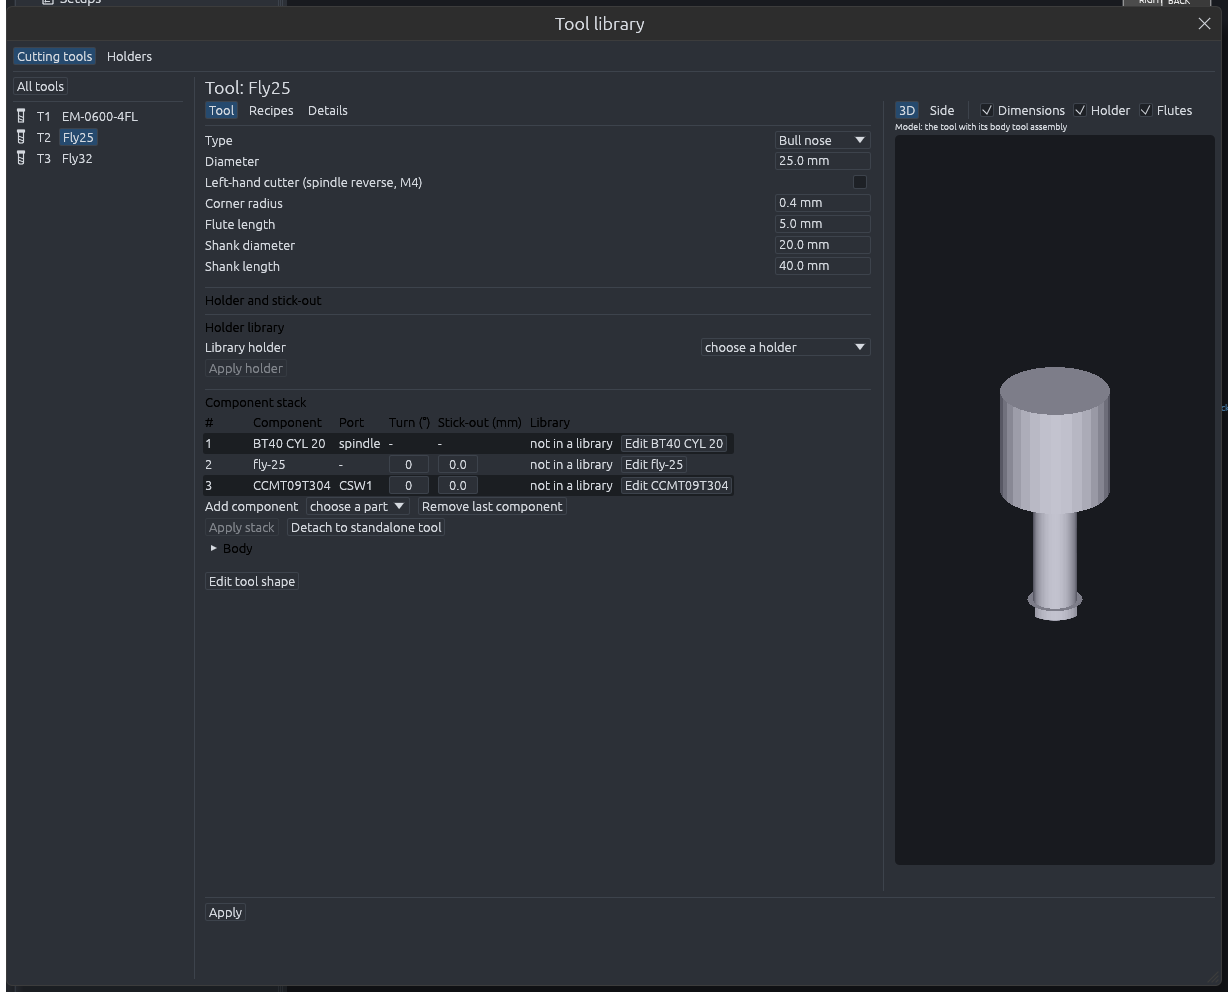 Setups
RIGHT BACK
Tool library
Cutting tools Holders
All tools
T1 EM-0600-4FL
T2 Fly25
T3 Fly32
Tool: Fly25
Tool Recipes Details
Type Bull nose
Diameter 25.0 mm
Left-hand cutter (spindle reverse, M4)
Corner radius 0.4 mm
Flute length 5.0 mm
Shank diameter 20.0 mm
Shank length 40.0 mm
Holder and stick-out
Holder library
Library holder choose a holder
Apply holder
Component stack
# Component Port Turn (°) Stick-out (mm) Library
1 BT40 CYL 20 spindle - - not in a library Edit BT40 CYL 20
2 fly-25 - 0 0.0 not in a library Edit fly-25
3 CCMT09T304 CSW1 0 0.0 not in a library Edit CCMT09T304
Add component choose a part Remove last component
Apply stack Detach to standalone tool
Body
Edit tool shape
Apply
3D Side Dimensions Holder Flutes
Model: the tool with its body tool assembly